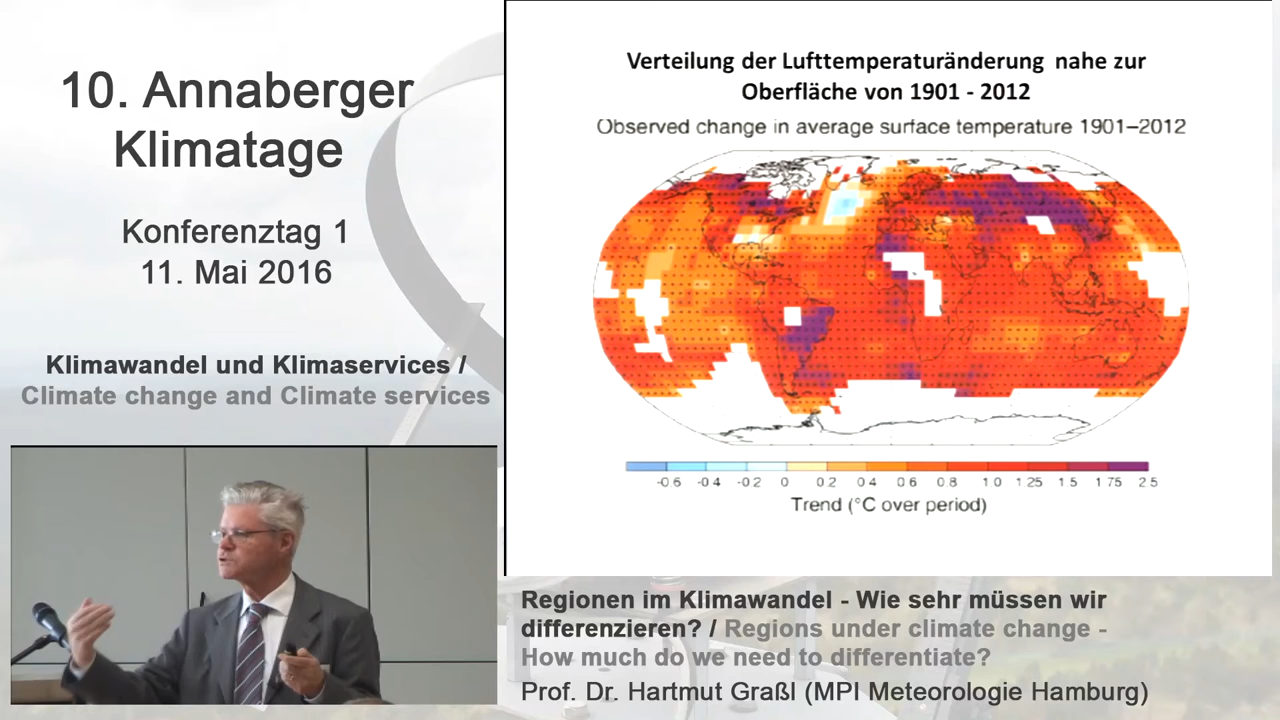 10. Annaberger
Klimatage
Konferenztag 1
11. Mai 2016
Klimawandel und Klimaservices /
Climate change and Climate services
Verteilung der Lufttemperaturänderung nahe zur
Oberfläche von 1901 - 2012
Observed change in average surface temperature 1901–2012
-0.6 -0.4 -0.2 0 0.2 0.4 0.6 0.8 1.0 1.25 1.5 1.75 2.5
Trend (°C over period)
Regionen im Klimawandel - Wie sehr müssen wir
differenzieren? / Regions under climate change -
How much do we need to differentiate?
Prof. Dr. Hartmut Graßl (MPI Meteorologie Hamburg)